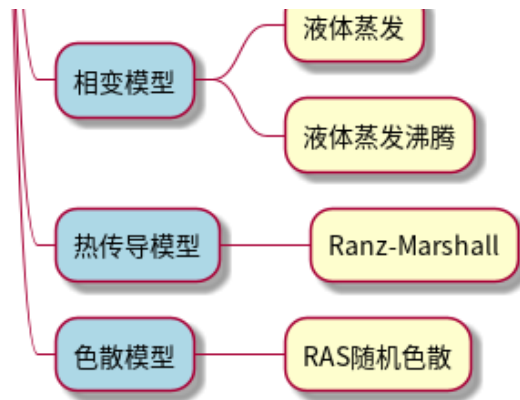 液体蒸发
相变模型
液体蒸发沸腾
热传导模型
Ranz-Marshall
色散模型
RAS随机色散